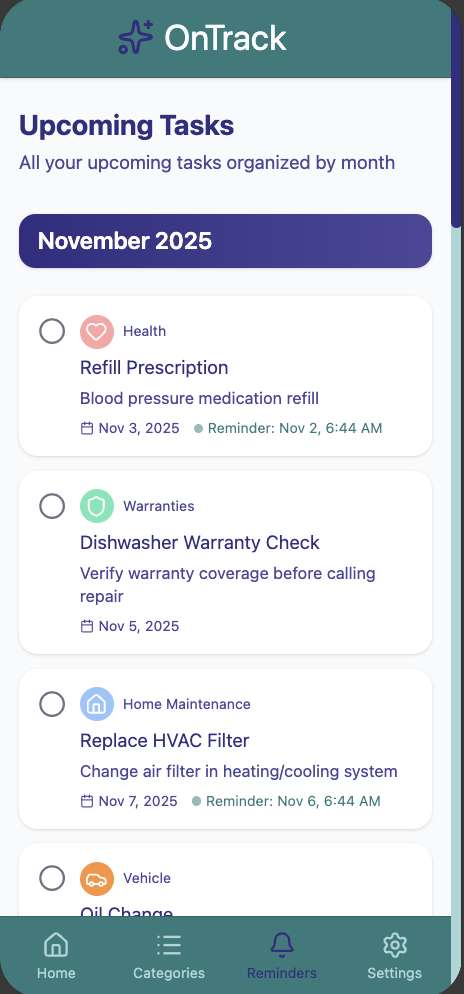 OnTrack
Upcoming Tasks
All your upcoming tasks organized by month
November 2025
Health
Refill Prescription
Blood pressure medication refill
Nov 3, 2025 Reminder: Nov 2, 6:44 AM
Warranties
Dishwasher Warranty Check
Verify warranty coverage before calling
repair
Nov 5, 2025
Home Maintenance
Replace HVAC Filter
Change air filter in heating/cooling system
Nov 7, 2025 Reminder: Nov 6, 6:44 AM
Vehicle
Oil Change
Home Categories Reminders Settings